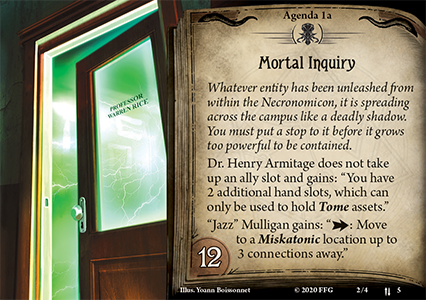 Agenda 1a
Mortal Inquiry
PROFESSOR
WARREN RICE
Whatever entity has been unleashed from
within the Necronomicon, it is spreading
across the campus like a deadly shadow.
You must put a stop to it before it grows
too powerful to be contained.
Dr. Henry Armitage does not take
up an ally slot and gains: “You have
2 additional hand slots, which can
only be used to hold Tome assets.”
“Jazz” Mulligan gains: “➡: Move
to a Miskatonic location up to
3 connections away.”
12
Illus. Yoann Boissonnet © 2020 FFG 2/4 5